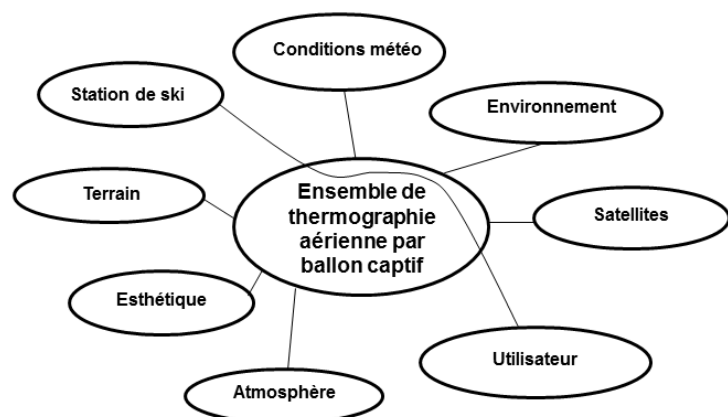 Conditions météo
Station de ski
Environnement
Terrain
Ensemble de
thermographie
aérienne par
ballon captif
Satellites
Esthétique
Utilisateur
Atmosphère